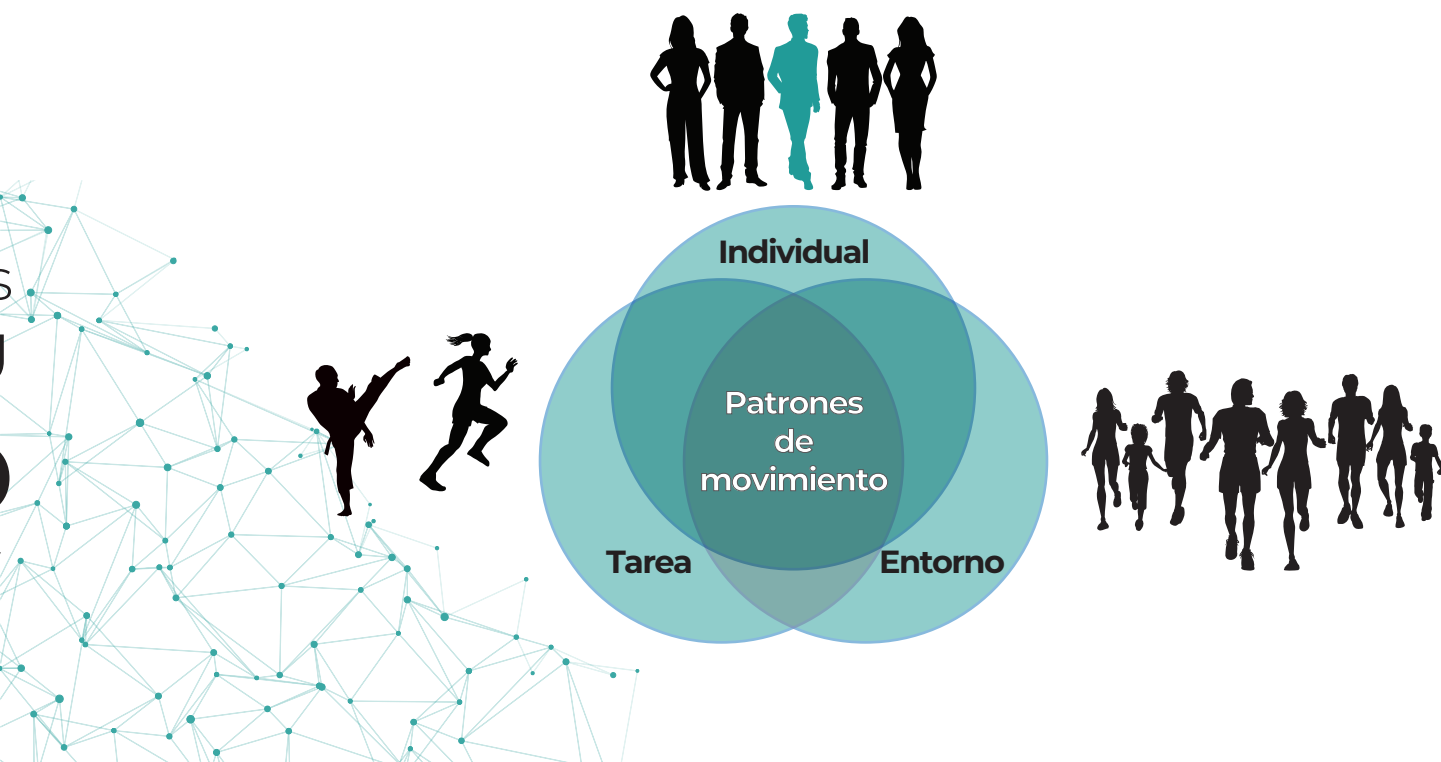 Individual
Patrones
de
movimiento
Tarea
Entorno